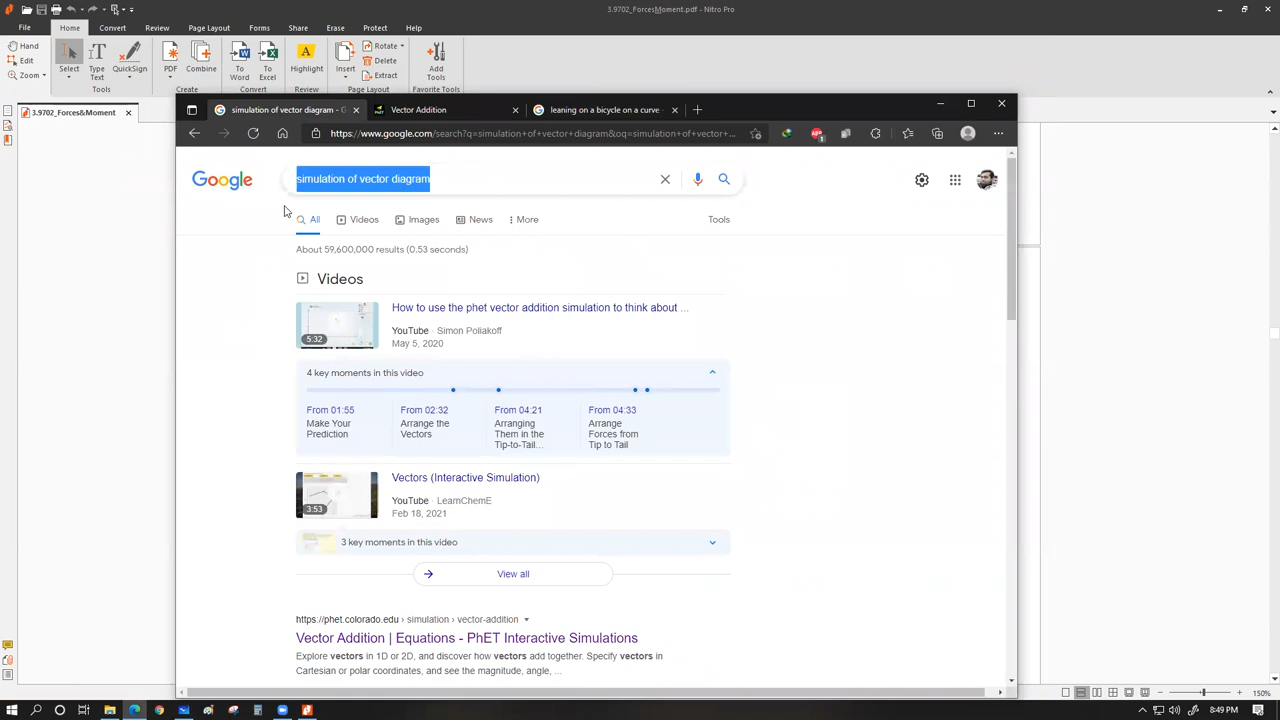 3.9702_ForcesMoment.pdf - Nitro Pro
File Home Convert Review Page Layout Forms Share Erase Protect Help
Hand
Edit
Zoom
Select
Type Text
QuickSign
PDF
Combine
To Word
To Excel
Highlight
Insert
Rotate
Delete
Extract
Add Tools
Tools Create Convert Page Layout Favorites
3.9702_Forces&Moment
simulation of vector diagram - G
Vector Addition
leaning on a bicycle on a curve -
https://www.google.com/search?q=simulation+of+vector+diagram&oq=simulation+of+vector+...
Google
simulation of vector diagram
All Videos Images News More Tools
About 59,600,000 results (0.53 seconds)
Videos
How to use the phet vector addition simulation to think about ...
YouTube · Simon Poliakoff
May 5, 2020
5:32
4 key moments in this video
From 01:55
Make Your
Prediction
From 02:32
Arrange the
Vectors
From 04:21
Arranging
Them in the
Tip-to-Tail...
From 04:33
Arrange
Forces from
Tip to Tail
Vectors (Interactive Simulation)
YouTube · LearnChemE
Feb 18, 2021
3:53
3 key moments in this video
View all
https://phet.colorado.edu › simulation › vector-addition
Vector Addition | Equations - PhET Interactive Simulations
Explore vectors in 1D or 2D, and discover how vectors add together. Specify vectors in
Cartesian or polar coordinates, and see the magnitude, angle, ...
150%
8:49 PM